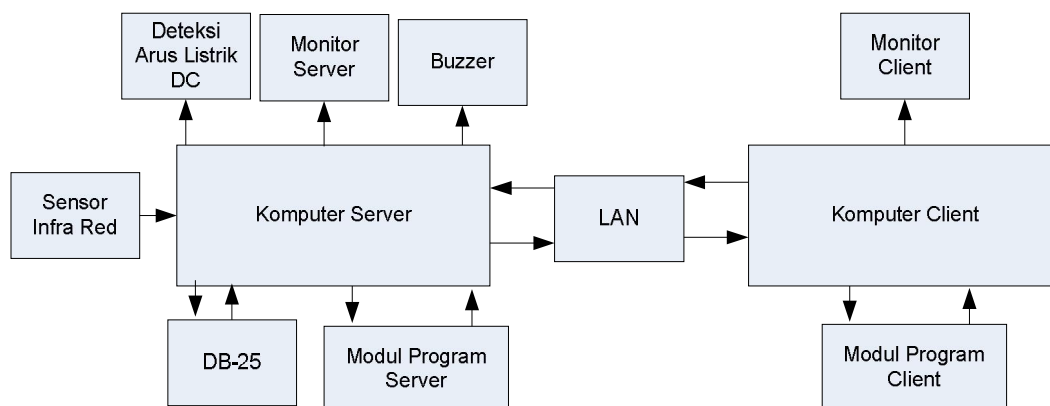 Deteksi
Arus Listrik
DC
Monitor
Server
Buzzer
Monitor
Client
Sensor
Infra Red
Komputer Server
LAN
Komputer Client
DB-25
Modul Program
Server
Modul Program
Client